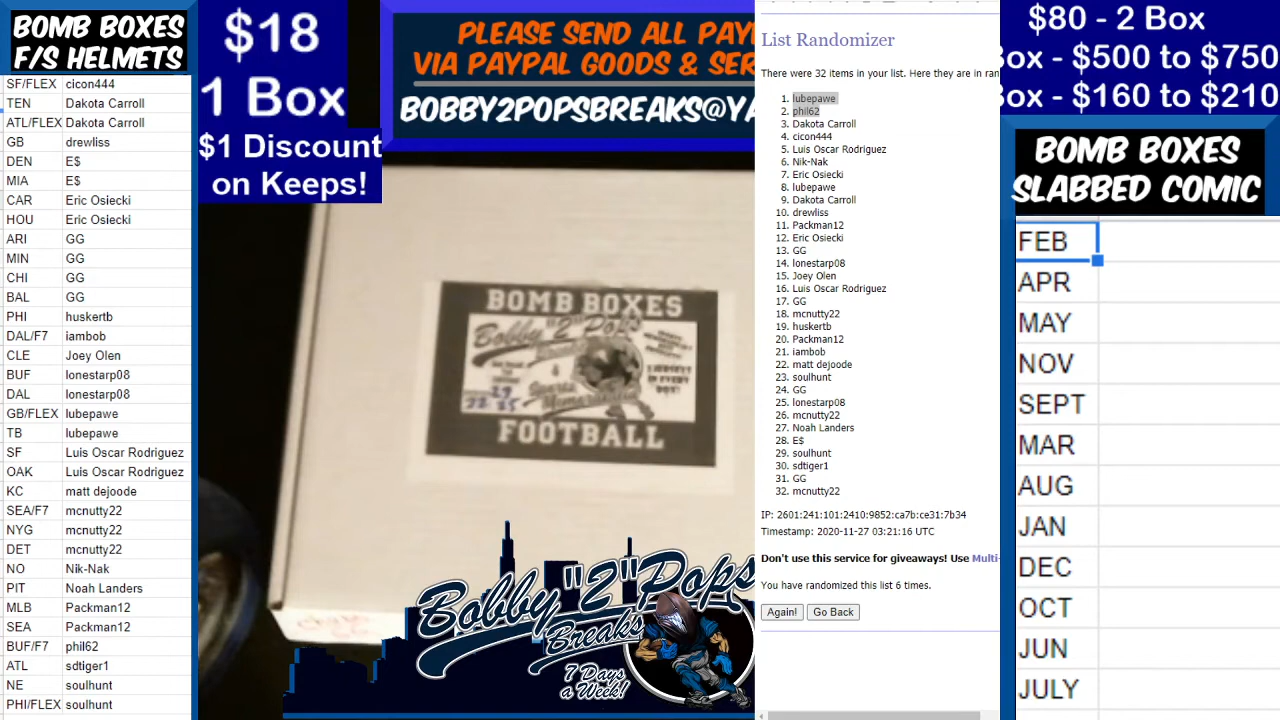 BOMB BOXES
F/S HELMETS
SF/FLEX cicon444
TEN Dakota Carroll
ATL/FLEX Dakota Carroll
GB drewliss
DEN E$
MIA E$
CAR Eric Osiecki
HOU Eric Osiecki
ARI GG
MIN GG
CHI GG
BAL GG
PHI huskertb
DAL/F7 iambob
CLE Joey Olen
BUF lonestarp08
DAL lonestarp08
GB/FLEX lubepawe
TB lubepawe
SF Luis Oscar Rodriguez
OAK Luis Oscar Rodriguez
KC matt dejoode
SEA/F7 mcnutty22
NYG mcnutty22
DET mcnutty22
NO Nik-Nak
PIT Noah Landers
MLB Packman12
SEA Packman12
BUF/F7 phil62
ATL sdtiger1
NE soulhunt
PHI/FLEX soulhunt
$18
1 Box
$1 Discount
on Keeps!
PLEASE SEND ALL PAY
VIA PAYPAL GOODS & SER
BOBBY2POPSBREAKS@YA
BOMB BOXES
Bobby "2" Pops
FOOTBALL
Bobby "2" Pops
Breaks
7 Days
a Week!
List Randomizer
There were 32 items in your list. Here they are in ran
1. lubepawe
2. phil62
3. Dakota Carroll
4. cicon444
5. Luis Oscar Rodriguez
6. Nik-Nak
7. Eric Osiecki
8. lubepawe
9. Dakota Carroll
10. drewliss
11. Packman12
12. Eric Osiecki
13. GG
14. lonestarp08
15. Joey Olen
16. Luis Oscar Rodriguez
17. GG
18. mcnutty22
19. huskertb
20. Packman12
21. iambob
22. matt dejoode
23. soulhunt
24. GG
25. lonestarp08
26. mcnutty22
27. Noah Landers
28. E$
29. soulhunt
30. sdtiger1
31. GG
32. mcnutty22
IP: 2601:241:101:2410:9852:ca7b:ce31:7b34
Timestamp: 2020-11-27 03:21:16 UTC
Don't use this service for giveaways! Use Multi-
You have randomized this list 6 times.
Again! Go Back
$80 - 2 Box
Box - $500 to $750
Box - $160 to $210
BOMB BOXES
SLABBED COMIC
FEB
APR
MAY
NOV
SEPT
MAR
AUG
JAN
DEC
OCT
JUN
JULY